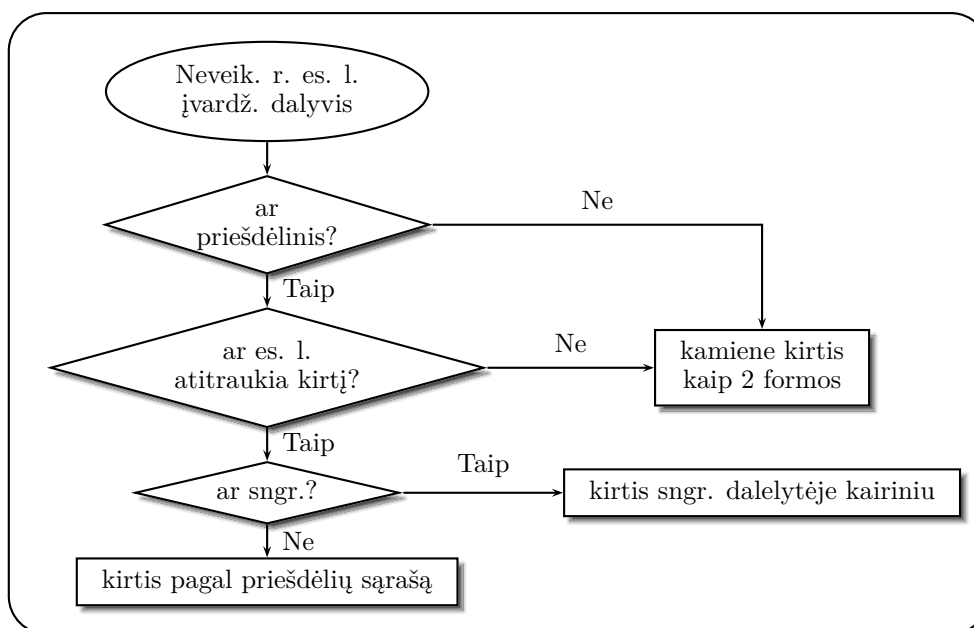 Neveik. r. es. l.
įvardž. dalyvis
ar
priešdėlinis?
Ne
Taip
ar es. l.
atitraukia kirtį?
Ne
kamiene kirtis
kaip 2 formos
Taip
ar sngr.?
Taip
kirtis sngr. dalelytėje kairiniu
Ne
kirtis pagal priešdėlių sąrašą